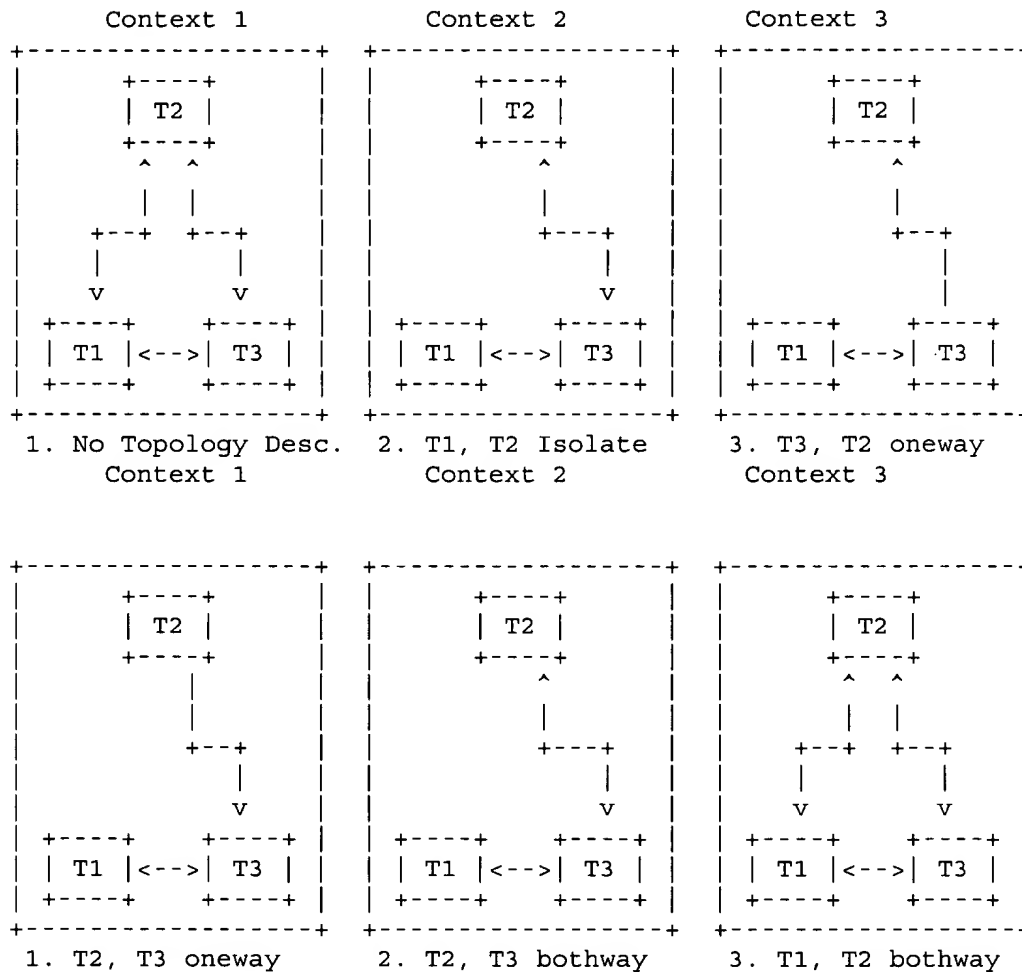 Context 1 Context 2 Context 3
T2 T2 T2
T1 <--> T3 T1 <--> T3 T1 <--> T3
1. No Topology Desc. 2. T1, T2 Isolate 3. T3, T2 oneway
Context 1 Context 2 Context 3
T2 T2 T2
T1 <--> T3 T1 <--> T3 T1 <--> T3
1. T2, T3 oneway 2. T2, T3 bothway 3. T1, T2 bothway